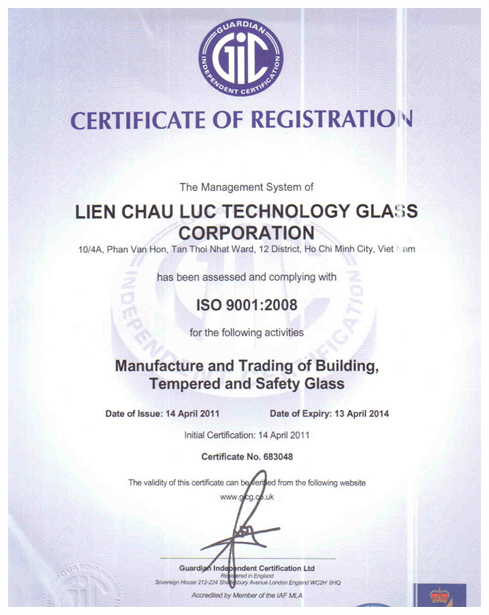 GUARDIAN
GIC
INDEPENDENT CERTIFICATION
CERTIFICATE OF REGISTRATION
The Management System of
LIEN CHAU LUC TECHNOLOGY GLASS
CORPORATION
10/4A, Phan Van Hon, Tan Thoi Nhat Ward, 12 District, Ho Chi Minh City, Viet Nam
has been assessed and complying with
ISO 9001:2008
for the following activities
Manufacture and Trading of Building,
Tempered and Safety Glass
Date of Issue: 14 April 2011 Date of Expiry: 13 April 2014
Initial Certification: 14 April 2011
Certificate No. 683048
The validity of this certificate can be verified from the following website
www.gicg.co.uk
Guardian Independent Certification Ltd
Registered in England
Sovereign House 212-224 Shaftesbury Avenue London England WC2H 8HQ
Accredited by Member of the IAF MLA